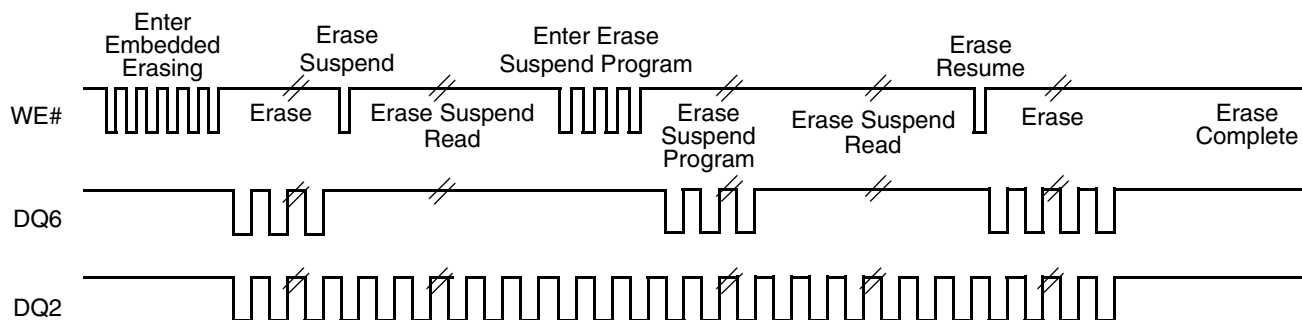 Enter
Embedded
Erasing
Erase
Suspend
Enter Erase
Suspend Program
Erase
Resume
WE#
Erase
Erase Suspend
Read
Erase
Suspend
Program
Erase Suspend
Read
Erase
Erase
Complete
DQ6
DQ2